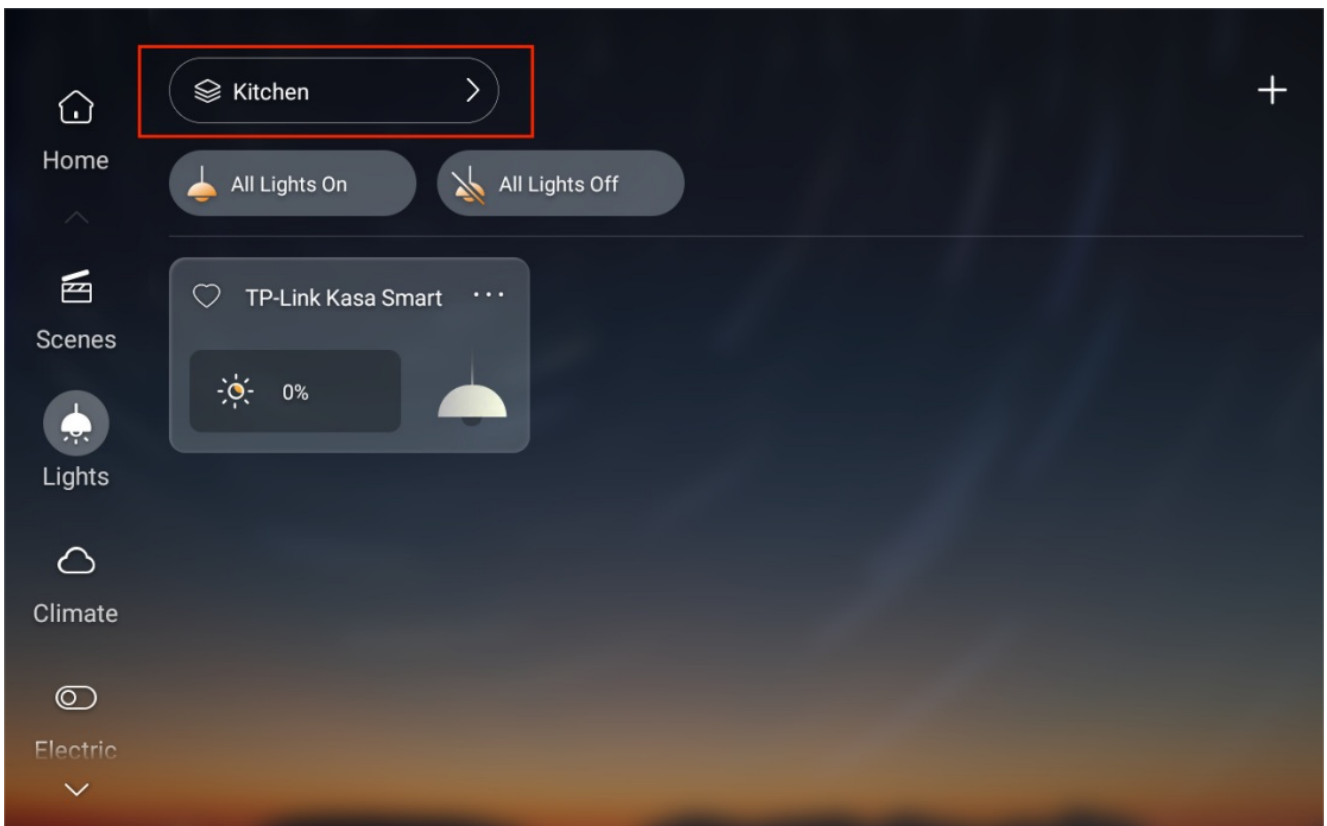 Kitchen
Home
All Lights On
All Lights Off
Scenes
TP-Link Kasa Smart
0%
Lights
Climate
Electric